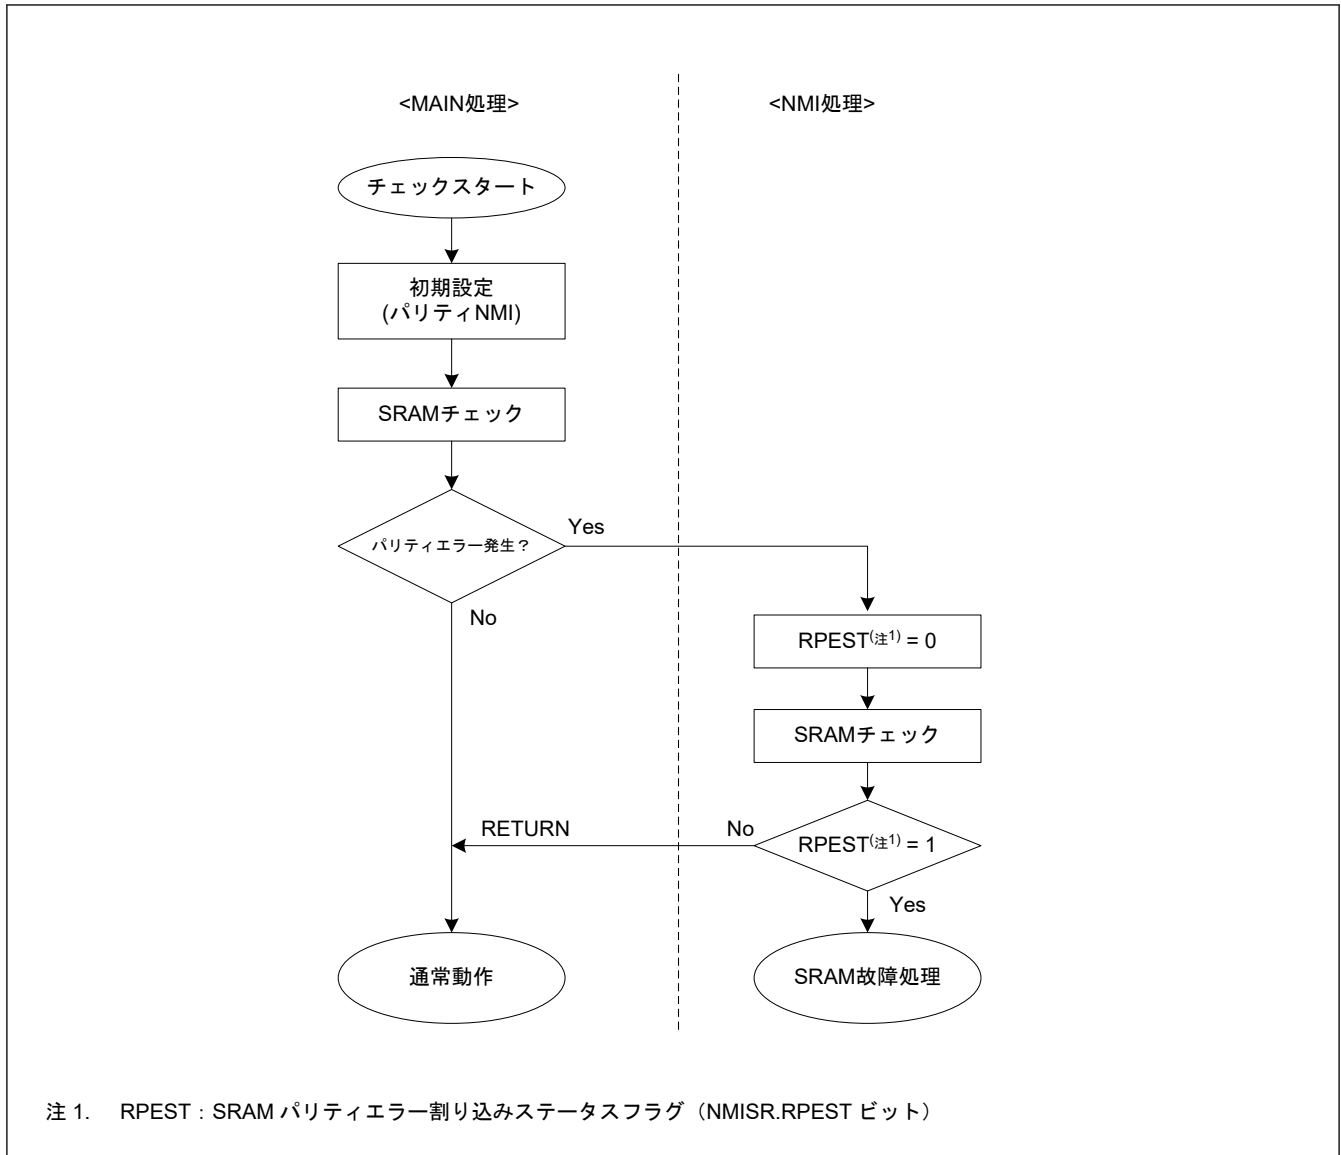 <MAIN処理>
<NMI処理>
チェックスタート
初期設定
(パリティNMI)
SRAMチェック
パリティエラー発生？
Yes
No
RPEST(注1) = 0
SRAMチェック
RPEST(注1) = 1
No
RETURN
Yes
通常動作
SRAM故障処理
注 1. RPEST：SRAM パリティエラー割り込みステータスフラグ（NMISR.RPEST ビット）